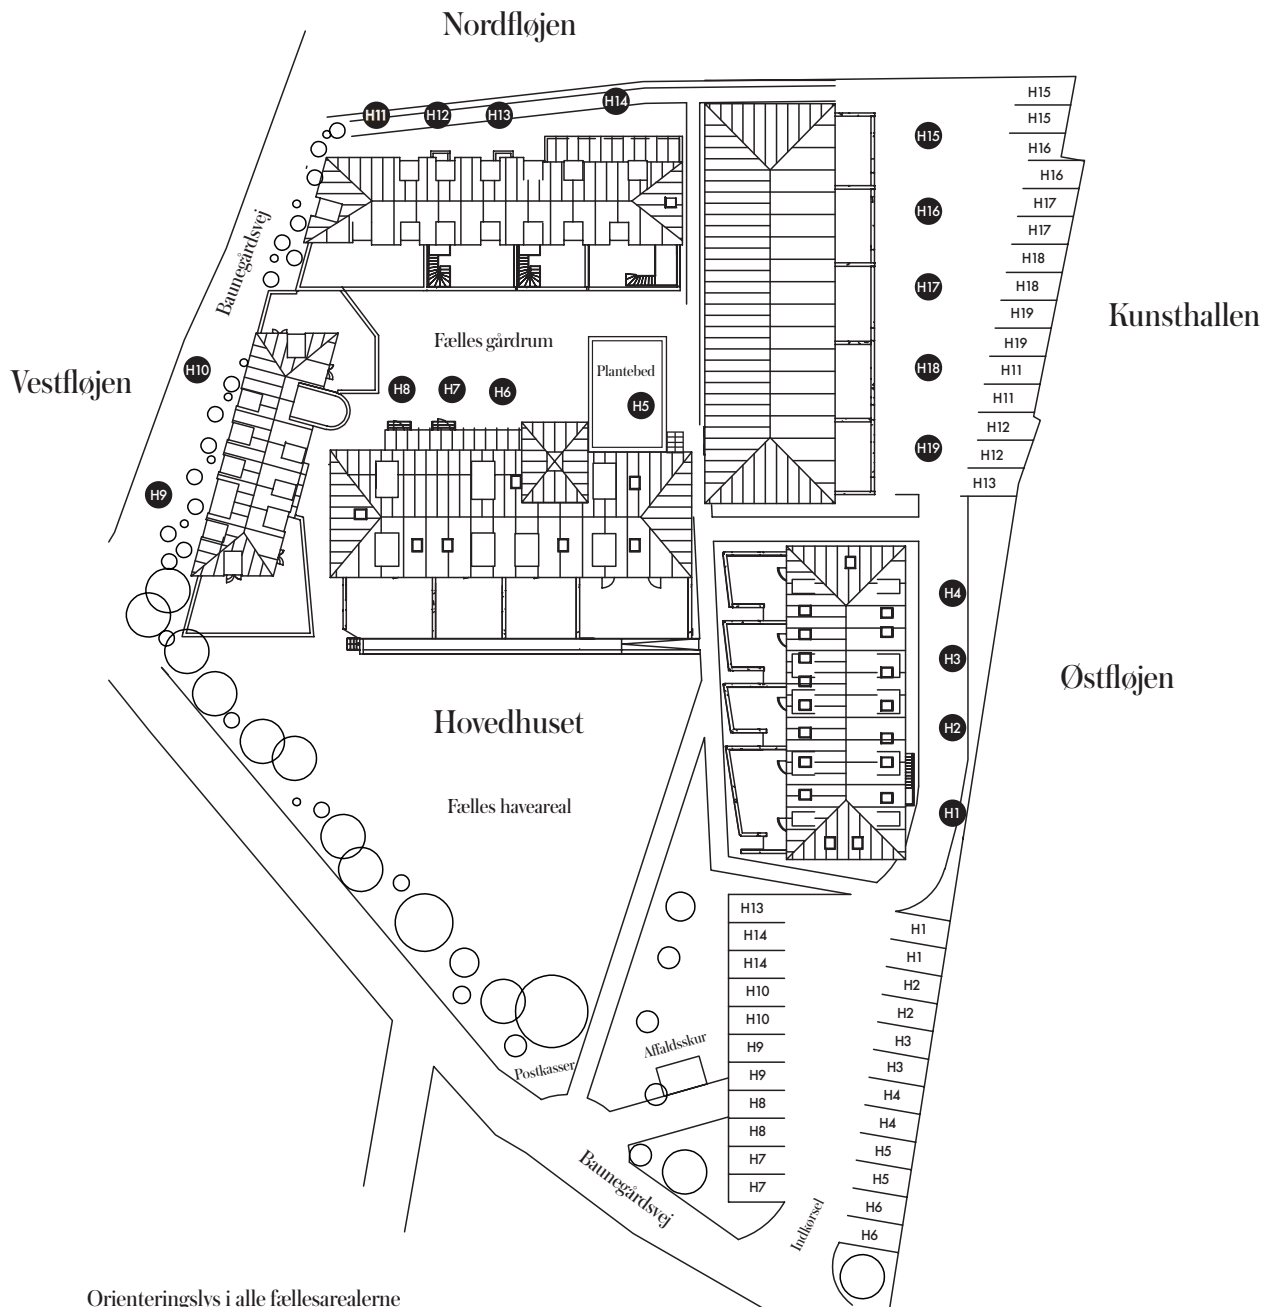 Nordfløjen
H11
H12
H13
H14
H15
H16
H17
H18
H19
H15
H15
H16
H16
H17
H17
H18
H18
H19
H19
H11
H11
H12
H12
H13
Baunegårdsvej
Kunsthallen
Fælles gårdrum
Plantebed
Vestfløjen
H10
H9
H8
H7
H6
H5
H4
H3
H2
H1
Østfløjen
Hovedhuset
Fælles haveareal
H13
H14
H14
H10
H10
H9
H9
H8
H8
H7
H7
H1
H1
H2
H2
H3
H3
H4
H4
H5
H5
H6
H6
Affaldsskur
Postkasser
Baunegårdsvej
Indkørsel
Orienteringslys i alle fællesarealerne